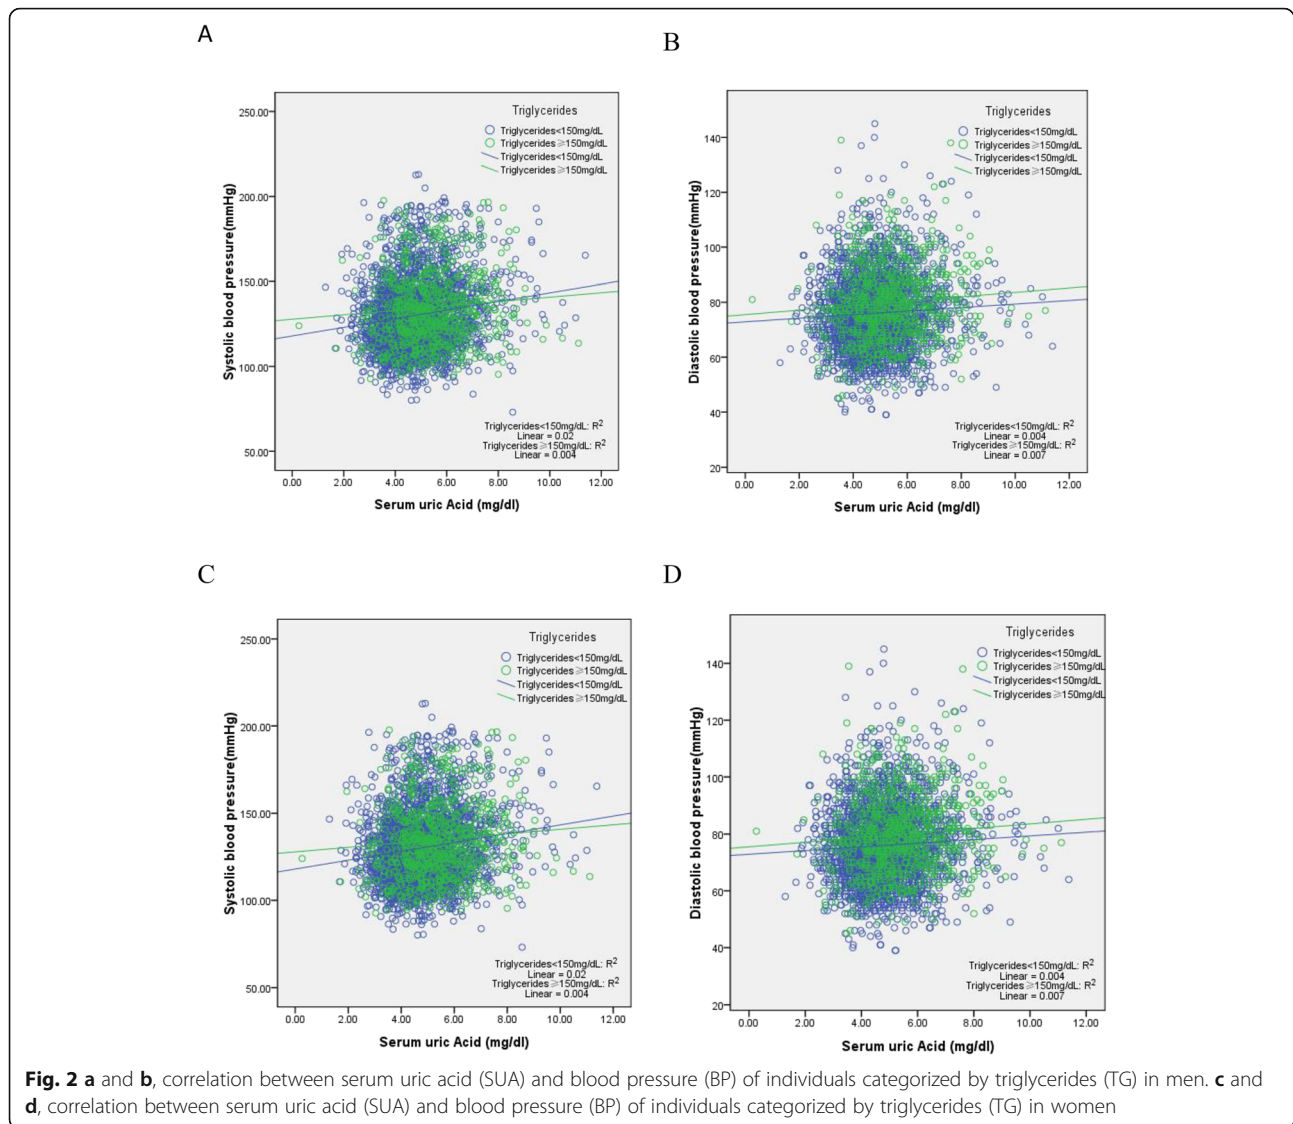 A
Triglycerides
Triglycerides<150mg/dL
Triglycerides≥150mg/dL
Triglycerides<150mg/dL
Triglycerides≥150mg/dL
250.00
200.00
150.00
100.00
50.00
Systolic blood pressure(mmHg)
Triglycerides<150mg/dL: R²
Linear = 0.02
Triglycerides≥150mg/dL: R²
Linear = 0.004
0.00 2.00 4.00 6.00 8.00 10.00 12.00
Serum uric Acid (mg/dl)
B
Triglycerides
Triglycerides<150mg/dL
Triglycerides≥150mg/dL
Triglycerides<150mg/dL
Triglycerides≥150mg/dL
140
120
100
80
60
40
20
Diastolic blood pressure(mmHg)
Triglycerides<150mg/dL: R²
Linear = 0.004
Triglycerides≥150mg/dL: R²
Linear = 0.007
0.00 2.00 4.00 6.00 8.00 10.00 12.00
Serum uric Acid (mg/dl)
C
Triglycerides
Triglycerides<150mg/dL
Triglycerides≥150mg/dL
Triglycerides<150mg/dL
Triglycerides≥150mg/dL
250.00
200.00
150.00
100.00
50.00
Systolic blood pressure(mmHg)
Triglycerides<150mg/dL: R²
Linear = 0.02
Triglycerides≥150mg/dL: R²
Linear = 0.004
0.00 2.00 4.00 6.00 8.00 10.00 12.00
Serum uric Acid (mg/dl)
D
Triglycerides
Triglycerides<150mg/dL
Triglycerides≥150mg/dL
Triglycerides<150mg/dL
Triglycerides≥150mg/dL
140
120
100
80
60
40
20
Diastolic blood pressure(mmHg)
Triglycerides<150mg/dL: R²
Linear = 0.004
Triglycerides≥150mg/dL: R²
Linear = 0.007
0.00 2.00 4.00 6.00 8.00 10.00 12.00
Serum uric Acid (mg/dl)
Fig. 2 a and b, correlation between serum uric acid (SUA) and blood pressure (BP) of individuals categorized by triglycerides (TG) in men. c and
d, correlation between serum uric acid (SUA) and blood pressure (BP) of individuals categorized by triglycerides (TG) in women